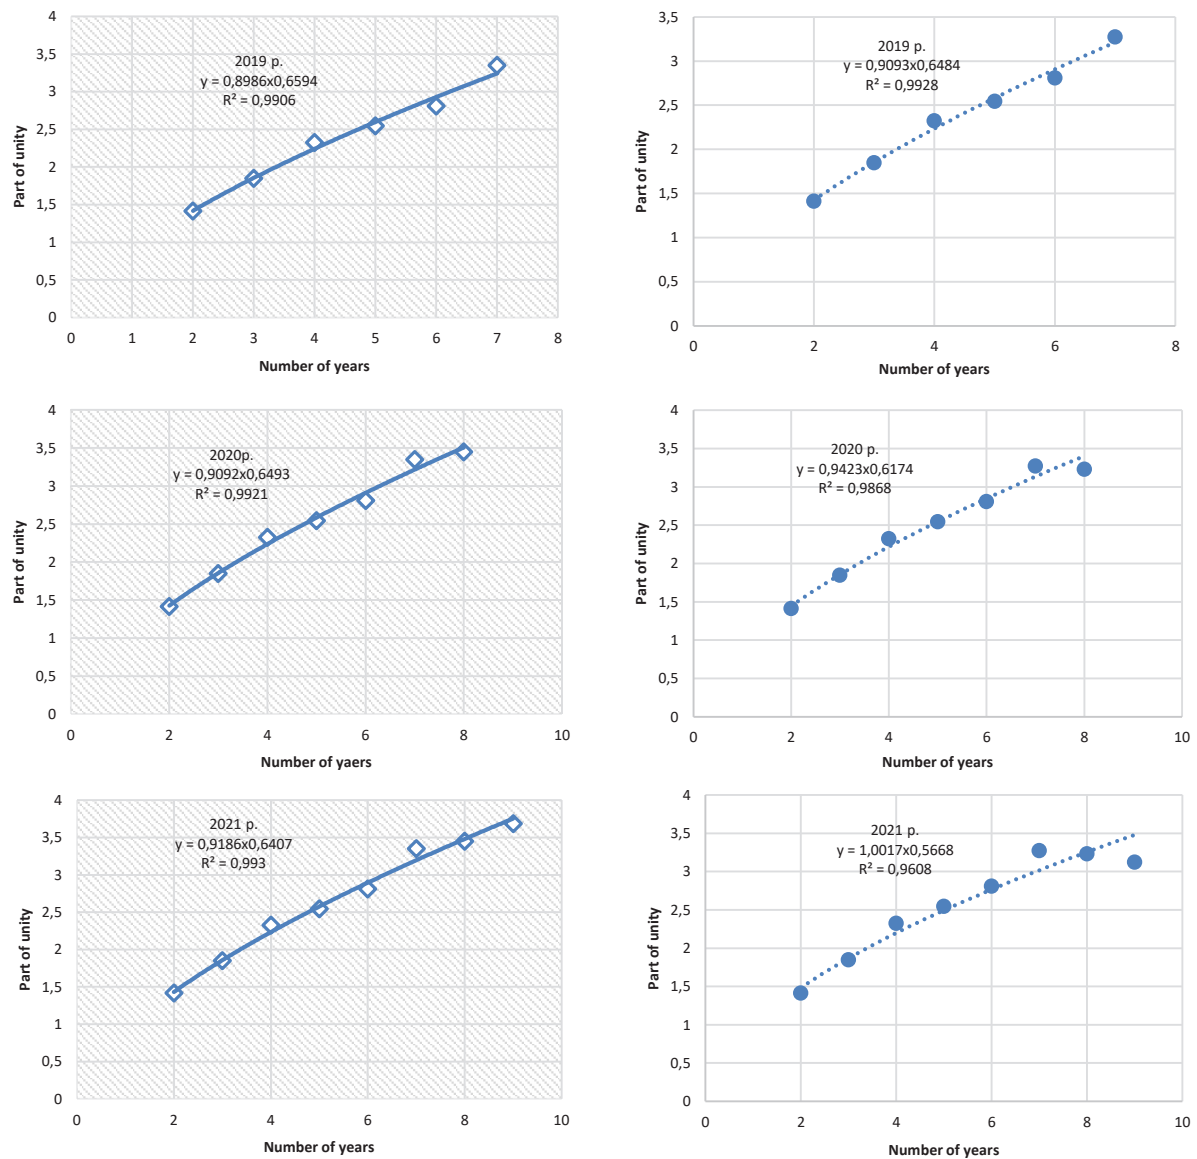 4
3,5
3
2,5
2
1,5
1
0,5
0
2019 p.
y = 0,8986x0,6594
R² = 0,9906
Part of unity
0 1 2 3 4 5 6 7 8
Number of years
3,5
3
2,5
2
1,5
1
0,5
0
2019 p.
y = 0,9093x0,6484
R² = 0,9928
Part of unity
0 2 4 6 8
Number of years
4
3,5
3
2,5
2
1,5
1
0,5
0
2020p.
y = 0,9092x0,6493
R² = 0,9921
Part of unity
0 2 4 6 8 10
Number of yaers
4
3,5
3
2,5
2
1,5
1
0,5
0
2020 p.
y = 0,9423x0,6174
R² = 0,9868
Part of unity
0 2 4 6 8 10
Number of years
4
3,5
3
2,5
2
1,5
1
0,5
0
2021 p.
y = 0,9186x0,6407
R² = 0,993
Part of unity
0 2 4 6 8 10
Number of years
4
3,5
3
2,5
2
1,5
1
0,5
0
2021 p.
y = 1,0017x0,5668
R² = 0,9608
Part of unity
0 2 4 6 8 10
Number of years